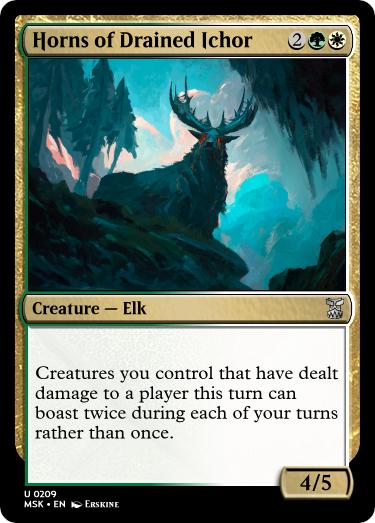 Horns of Drained Ichor 2
Creature — Elk
Creatures you control that have dealt
damage to a player this turn can
boast twice during each of your turns
rather than once.
4/5
U 0209
MSK • EN Erskine